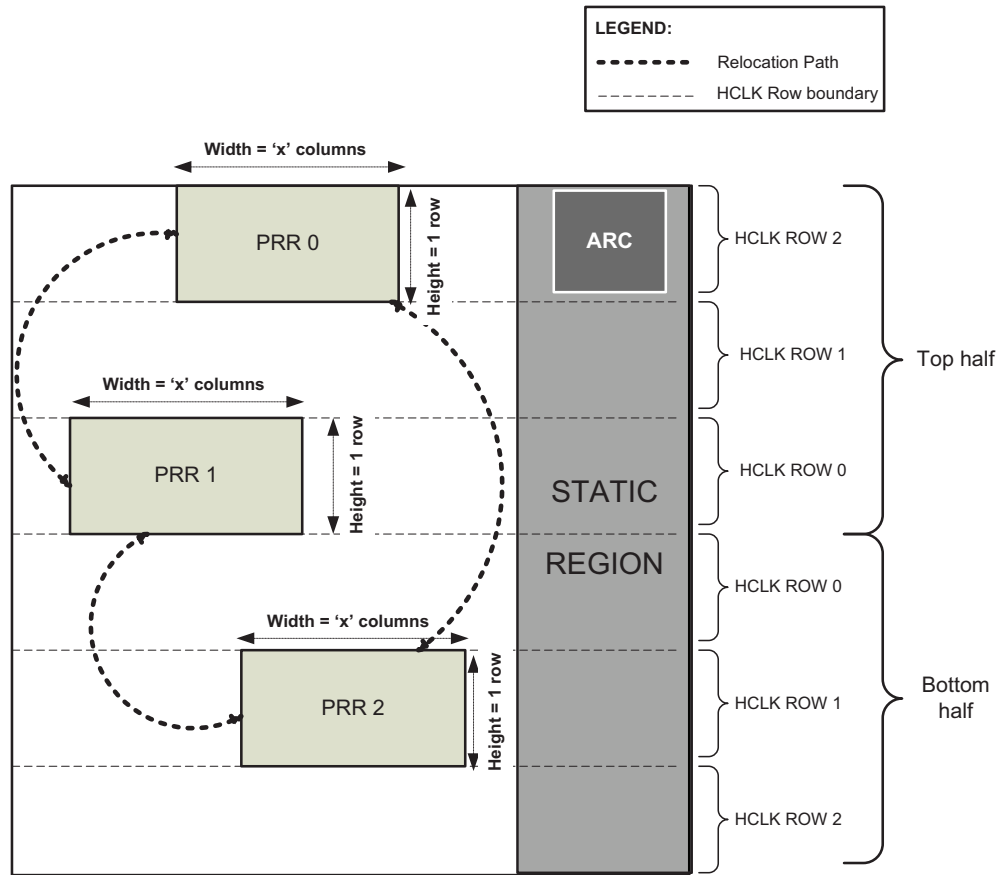 LEGEND:
Relocation Path
HCLK Row boundary
Width = ‘x’ columns
PRR 0
Height = 1 row
ARC
HCLK ROW 2
HCLK ROW 1
Top half
Width = ‘x’ columns
PRR 1
Height = 1 row
HCLK ROW 0
STATIC
REGION
HCLK ROW 0
Width = ‘x’ columns
PRR 2
Height = 1 row
HCLK ROW 1
Bottom
half
HCLK ROW 2